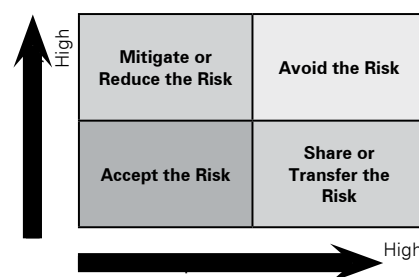 High
Mitigate or
Reduce the Risk
Avoid the Risk
Accept the Risk
Share or
Transfer the
Risk
High